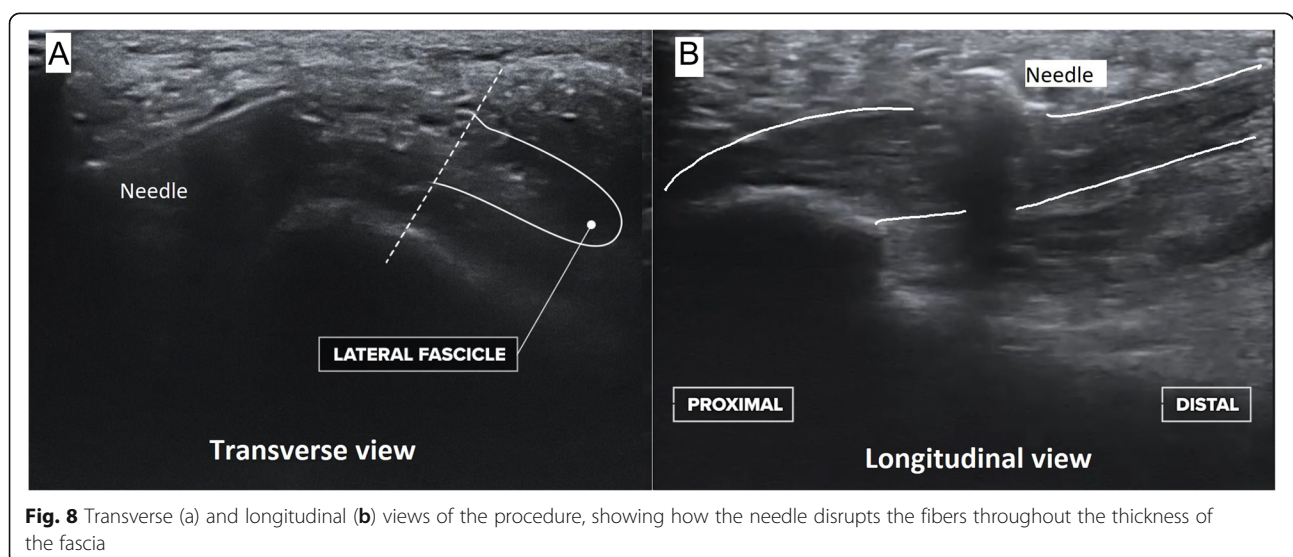 A
B
Needle
Needle
LATERAL FASCICLE
PROXIMAL
DISTAL
Transverse view
Longitudinal view
Fig. 8 Transverse (a) and longitudinal (b) views of the procedure, showing how the needle disrupts the fibers throughout the thickness of
the fascia